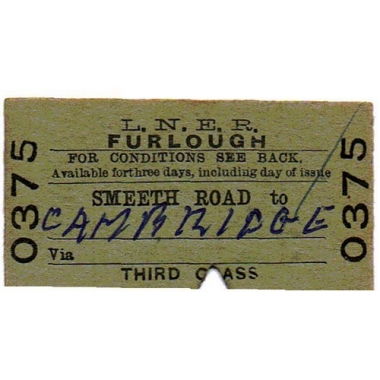 L. N. E. R.
FURLOUGH
FOR CONDITIONS SEE BACK.
Available for three days, including day of issue
SMEETH ROAD to
CAMBRIDGE
Via
THIRD CLASS
0375
0375